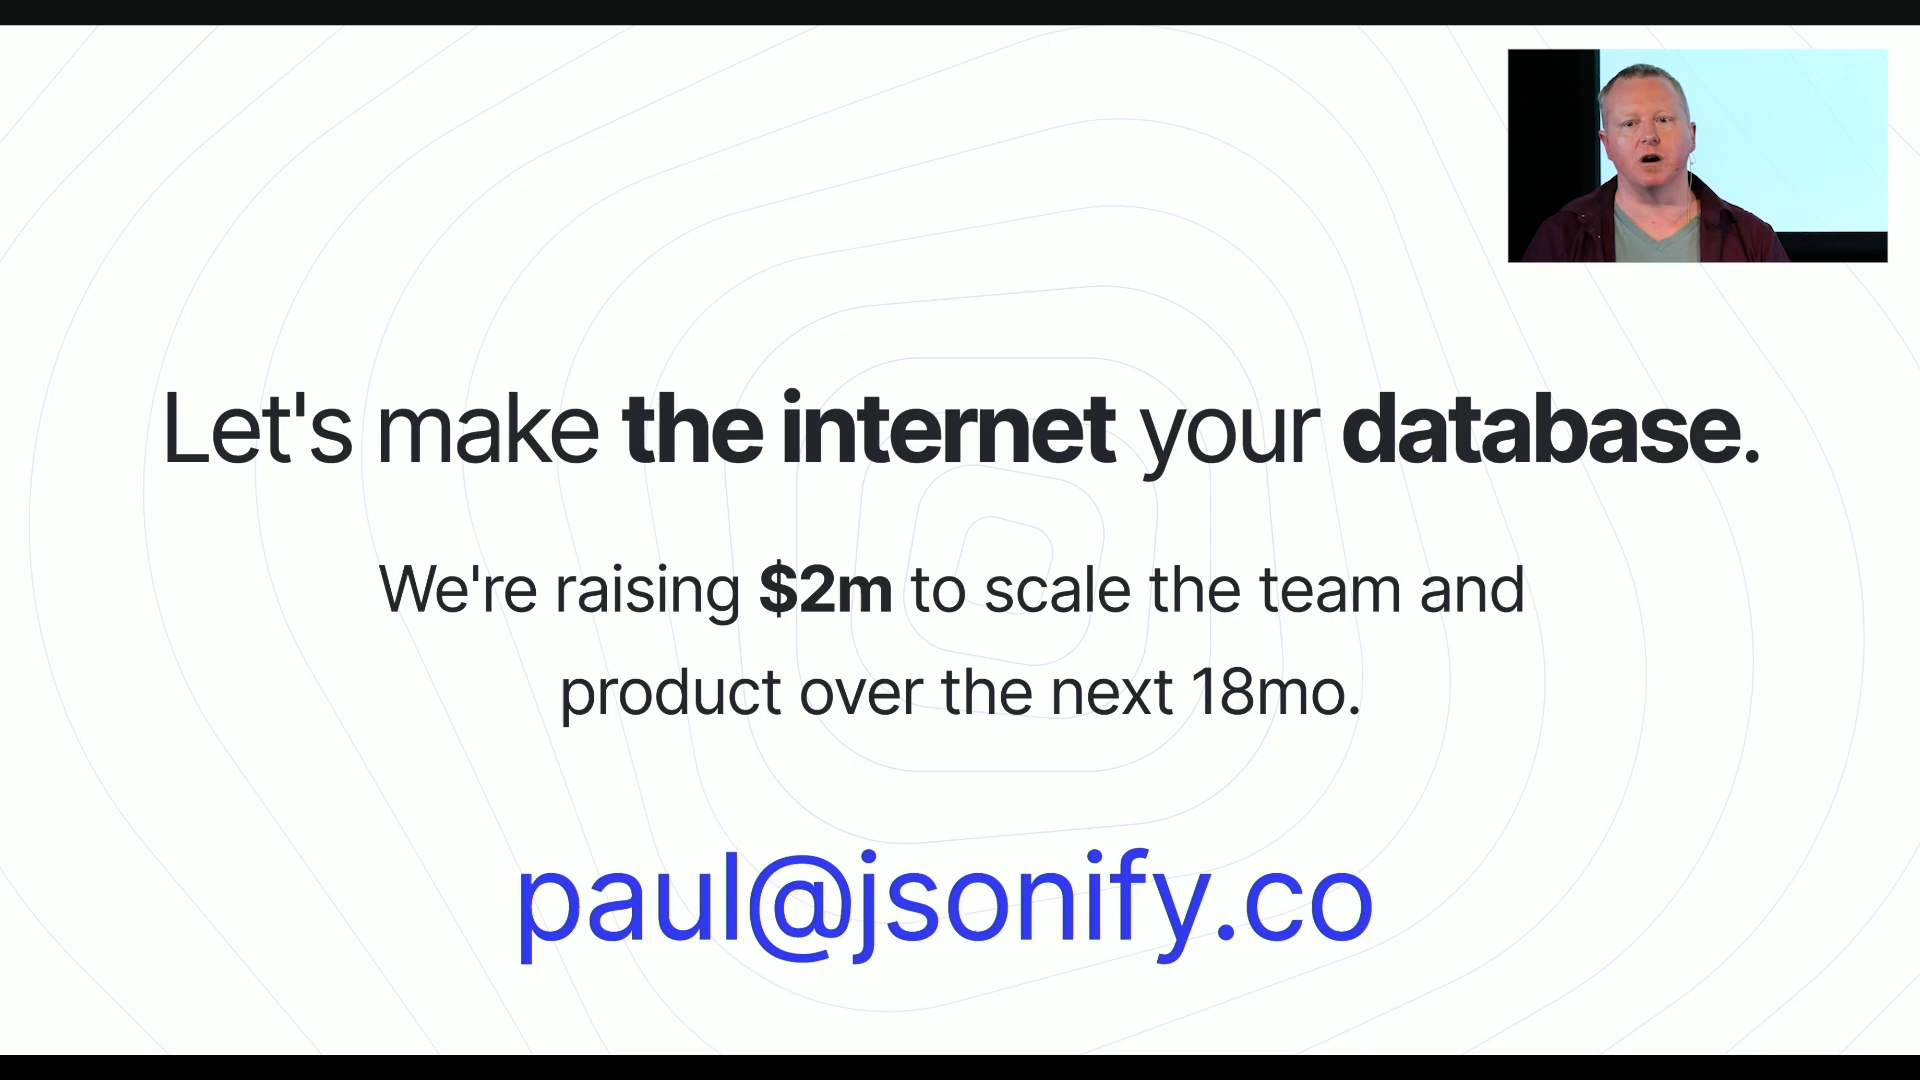 Let's make the internet your database.
We're raising $2m to scale the team and
product over the next 18mo.
paul@jsonify.co